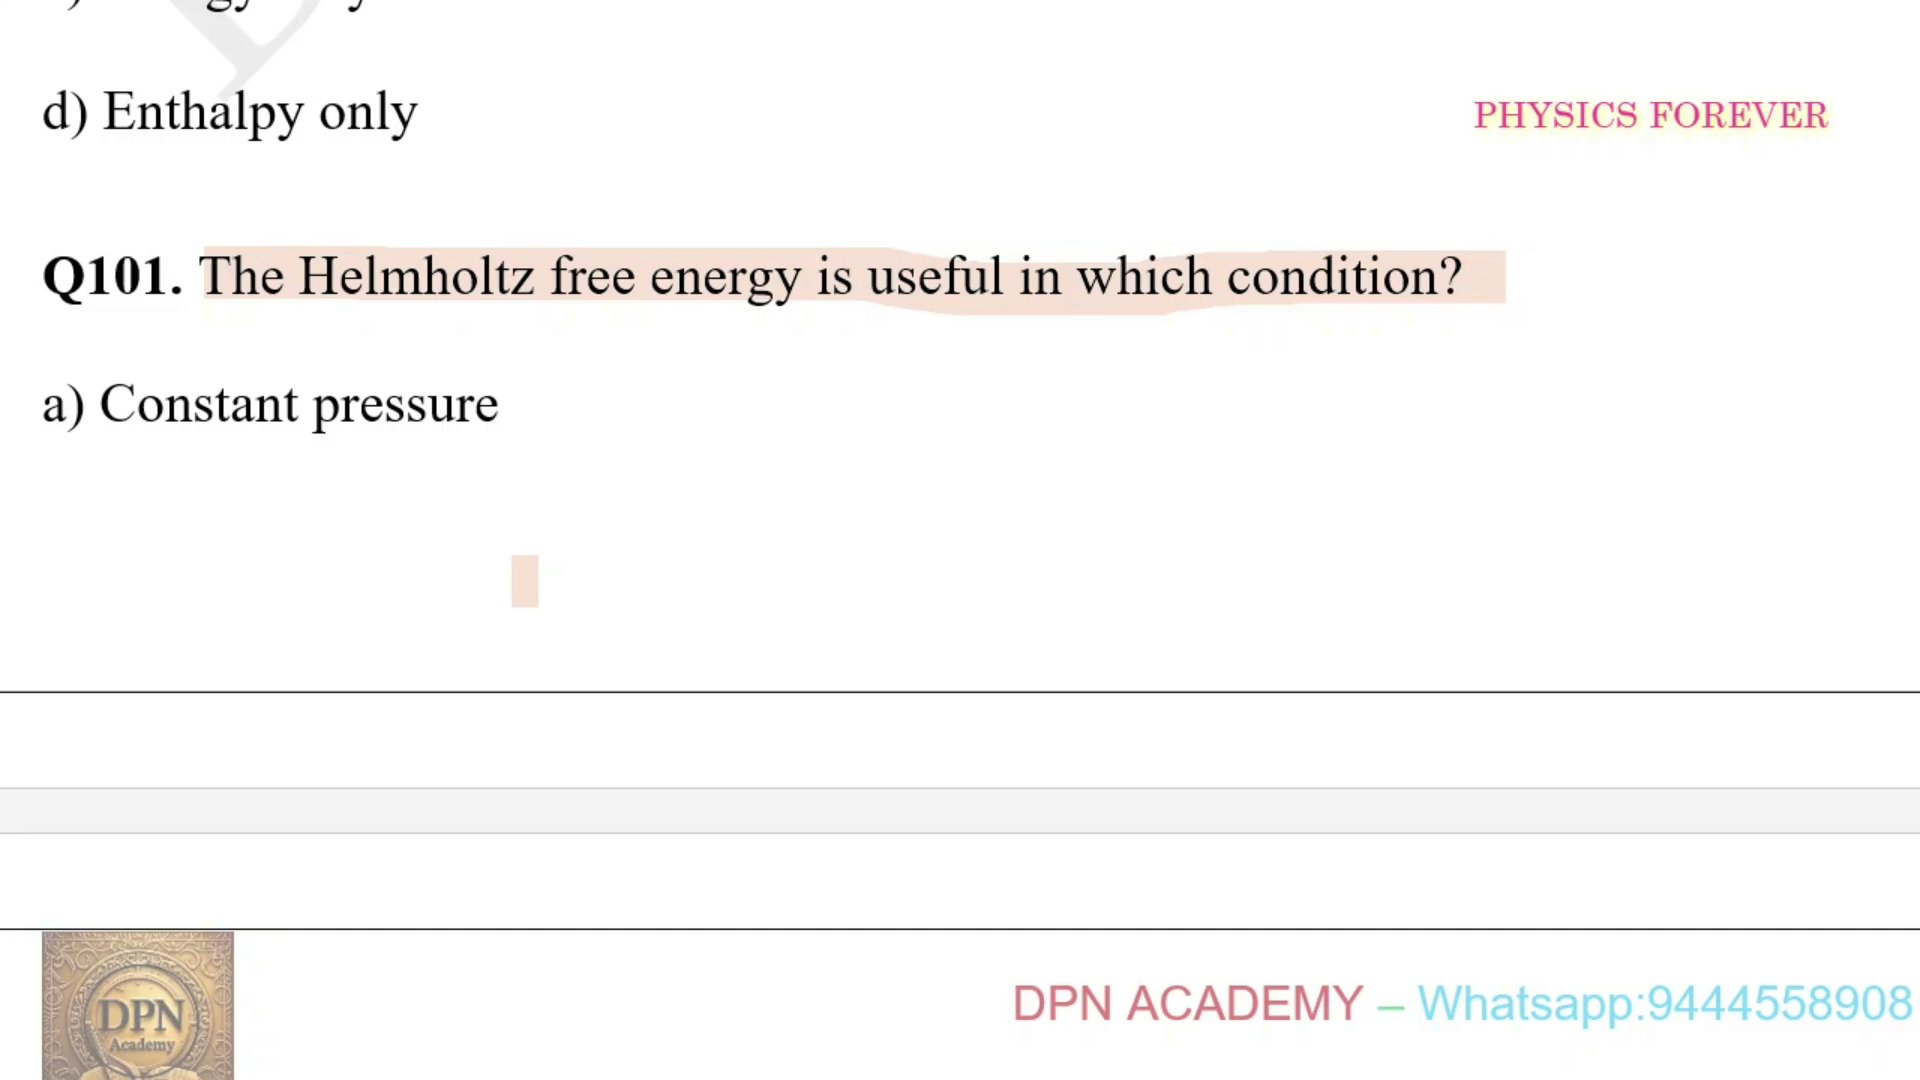 d) Enthalpy only
PHYSICS FOREVER
Q101. The Helmholtz free energy is useful in which condition?
a) Constant pressure
DPN
Academy
DPN ACADEMY – Whatsapp:9444558908